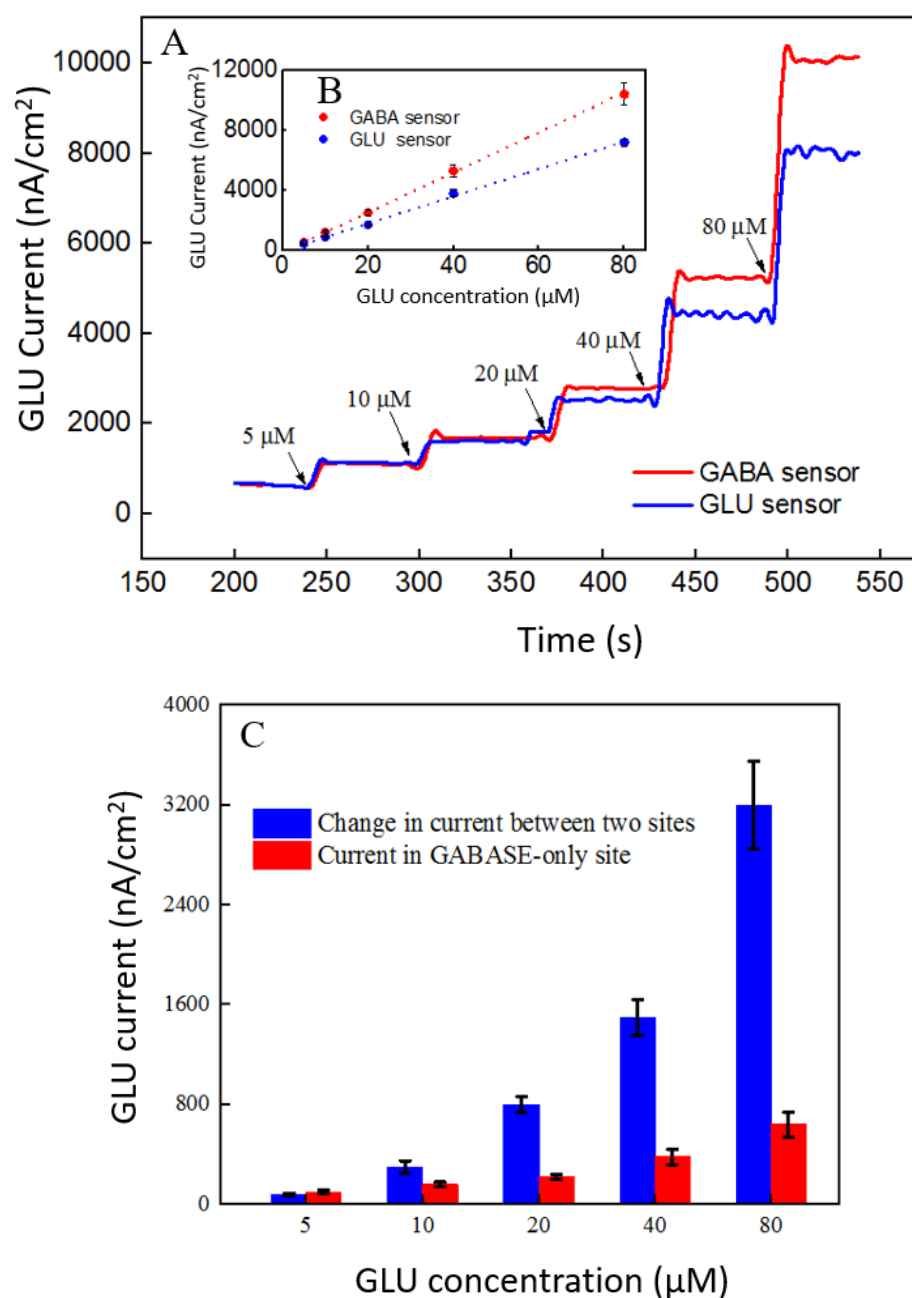 A
GLU Current (nA/cm²)
10000
8000
6000
4000
2000
0
150 200 250 300 350 400 450 500 550
Time (s)
5 µM
10 µM
20 µM
40 µM
80 µM
GABA sensor
GLU sensor
B
GLU Current (nA/cm²)
12000
8000
4000
0
0 20 40 60 80
GLU concentration (µM)
GABA sensor
GLU sensor
C
GLU current (nA/cm²)
4000
3200
2400
1600
800
0
Change in current between two sites
Current in GABASE-only site
5 10 20 40 80
GLU concentration (µM)